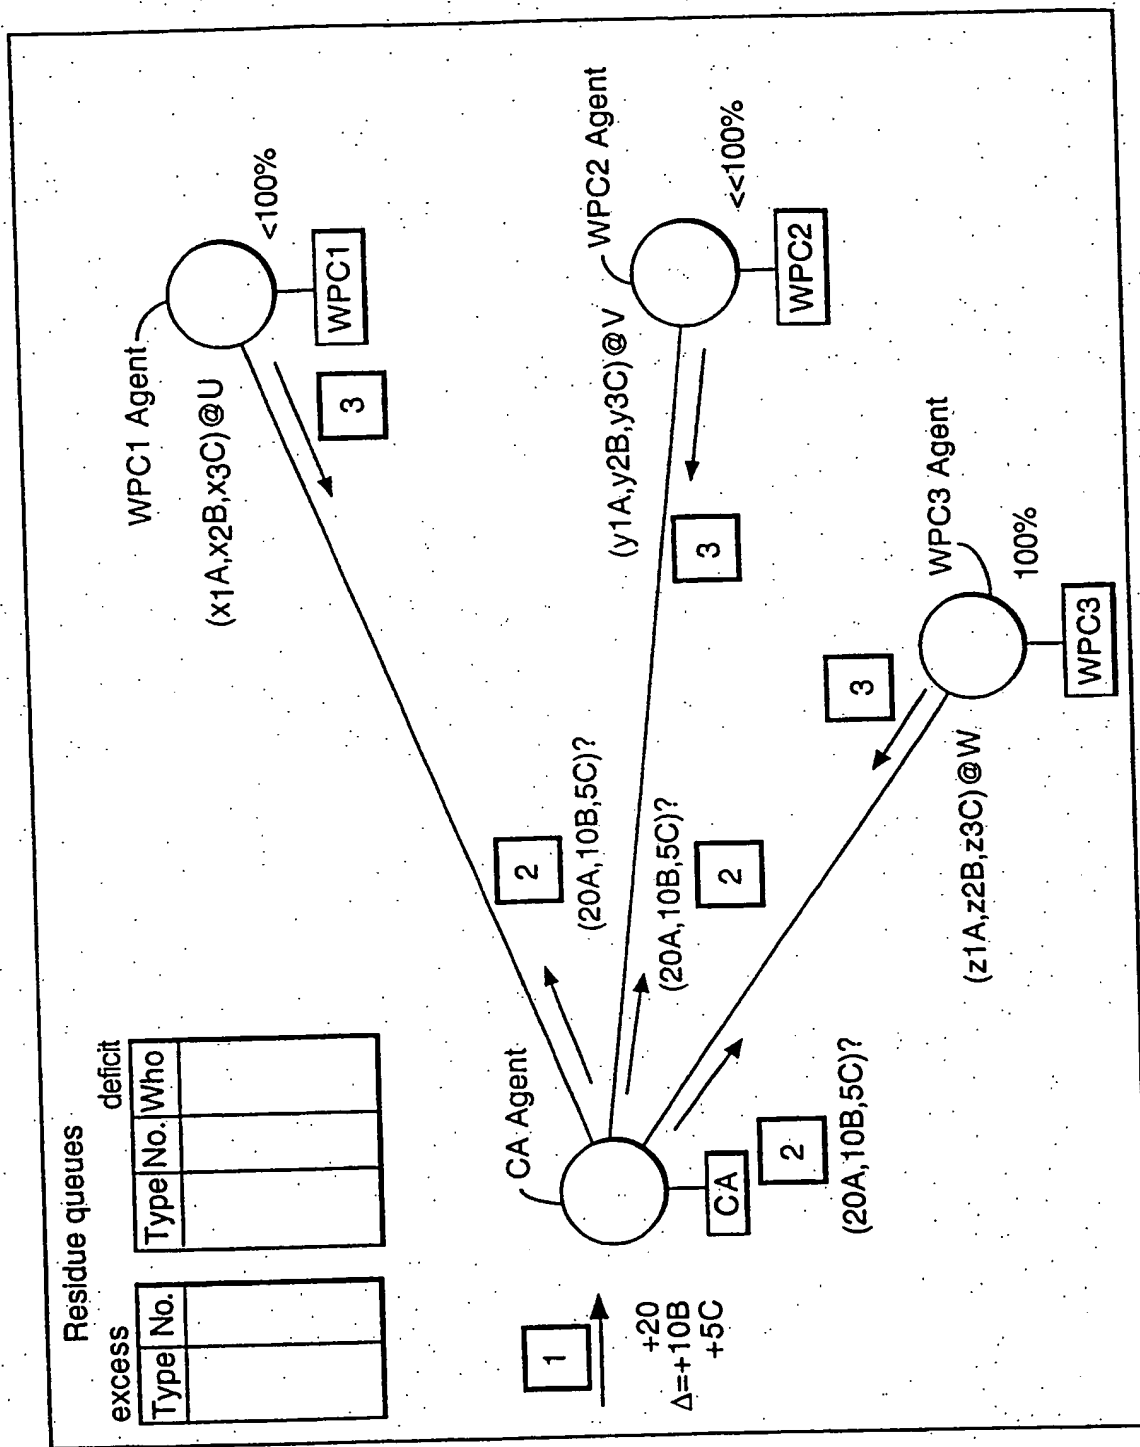 Residue queues
excess
deficit
Type No.
Type No. Who
WPC1 Agent
(x1A,x2B,x3C)@U
<100%
WPC1
3
CA Agent
2
(20A,10B,5C)?
(y1A,y2B,y3C)@V
WPC2 Agent
<<100%
WPC2
3
1
+20
Δ=+10B
+5C
CA
(20A,10B,5C)?
2
2
(20A,10B,5C)?
3
WPC3 Agent
100%
WPC3
(z1A,z2B,z3C)@W